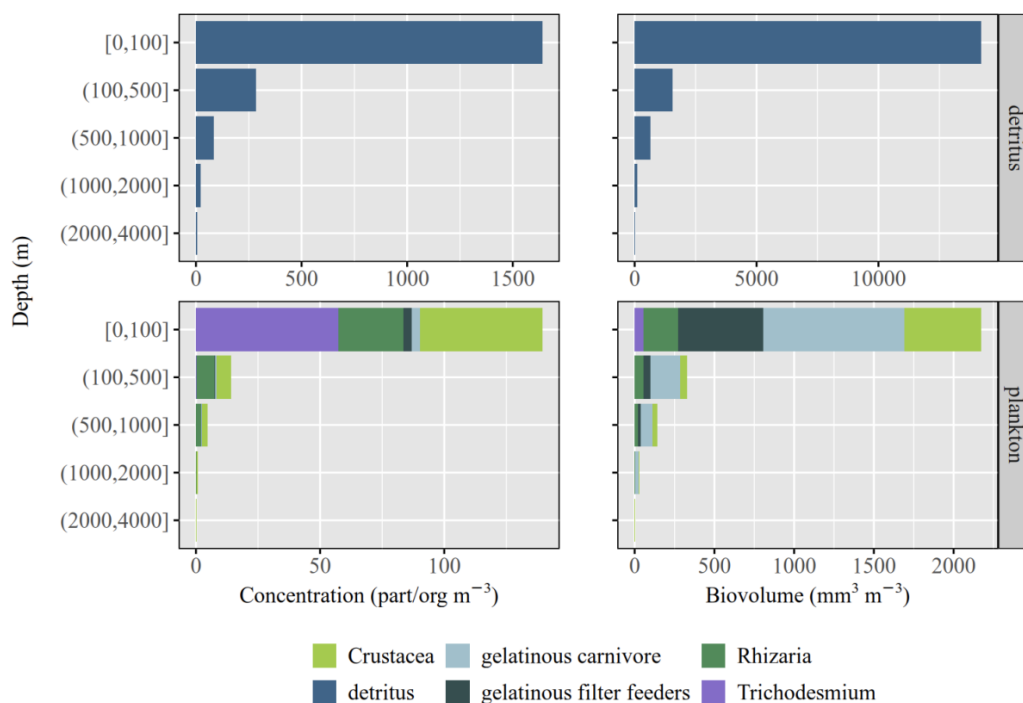 [0,100]
(100,500]
(500,1000]
(1000,2000]
(2000,4000]
0
500
1000
1500
0
5000
10000
detritus
Depth (m)
[0,100]
(100,500]
(500,1000]
(1000,2000]
(2000,4000]
0
50
100
0
500
1000
1500
2000
plankton
Concentration (part/org m⁻³)
Biovolume (mm³ m⁻³)
Crustacea
gelatinous carnivore
Rhizaria
detritus
gelatinous filter feeders
Trichodesmium